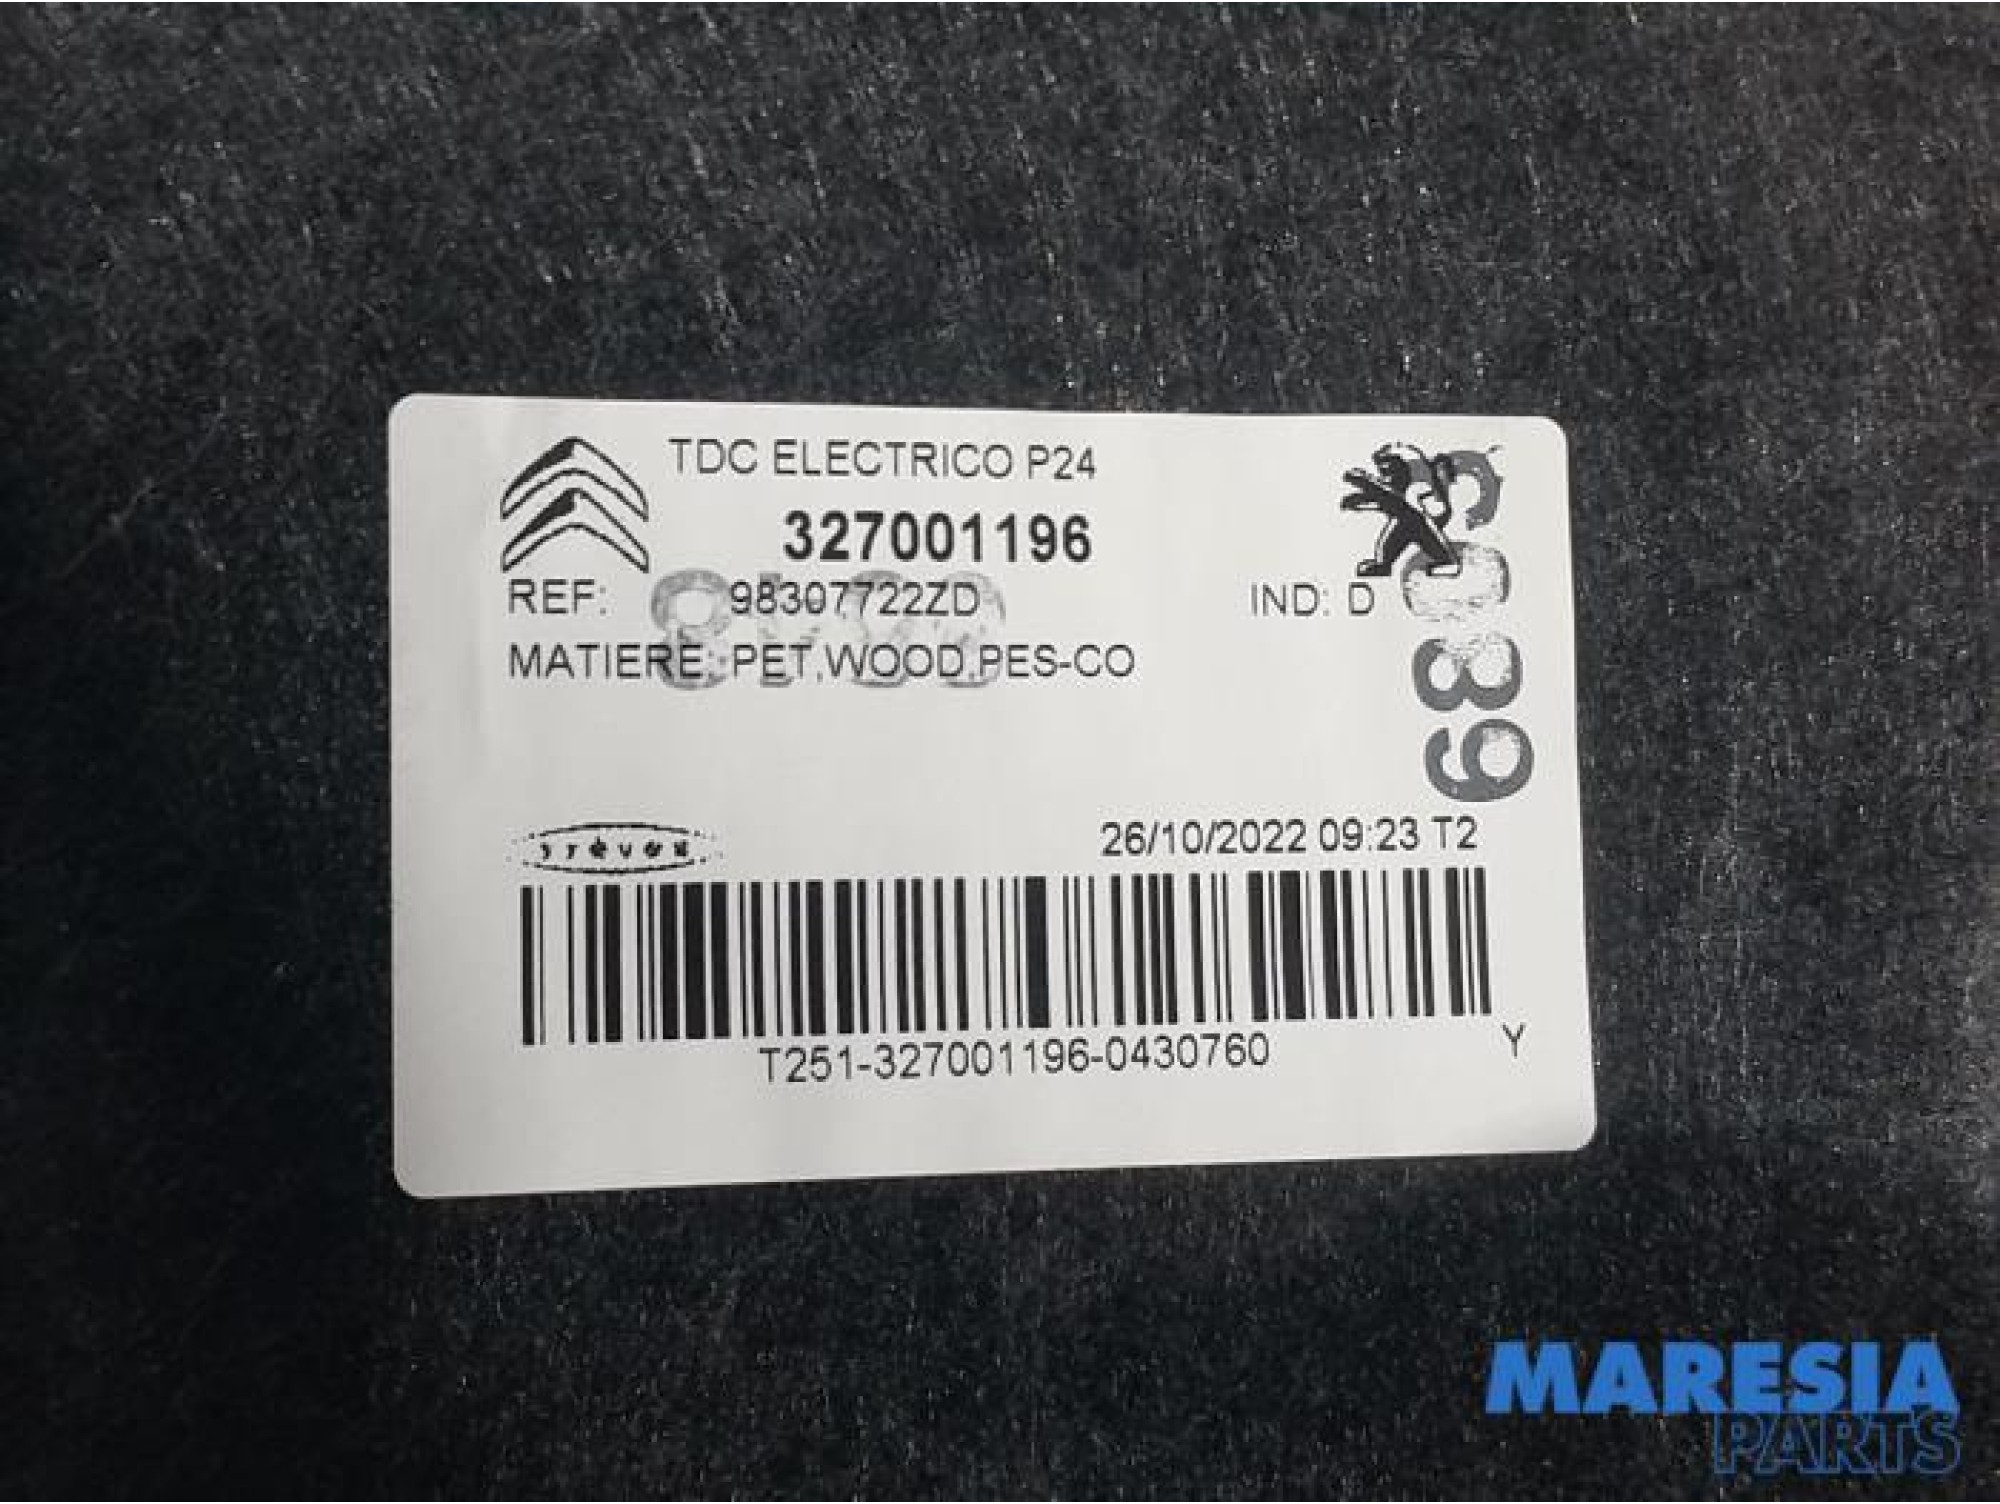 TDC ELECTRICO P24
327001196
REF: 98307722ZD IND: D
MATIERE: PET,WOOD,PES-CO
26/10/2022 09:23 T2
T251-327001196-0430760
Y
MARESIA
PARTS